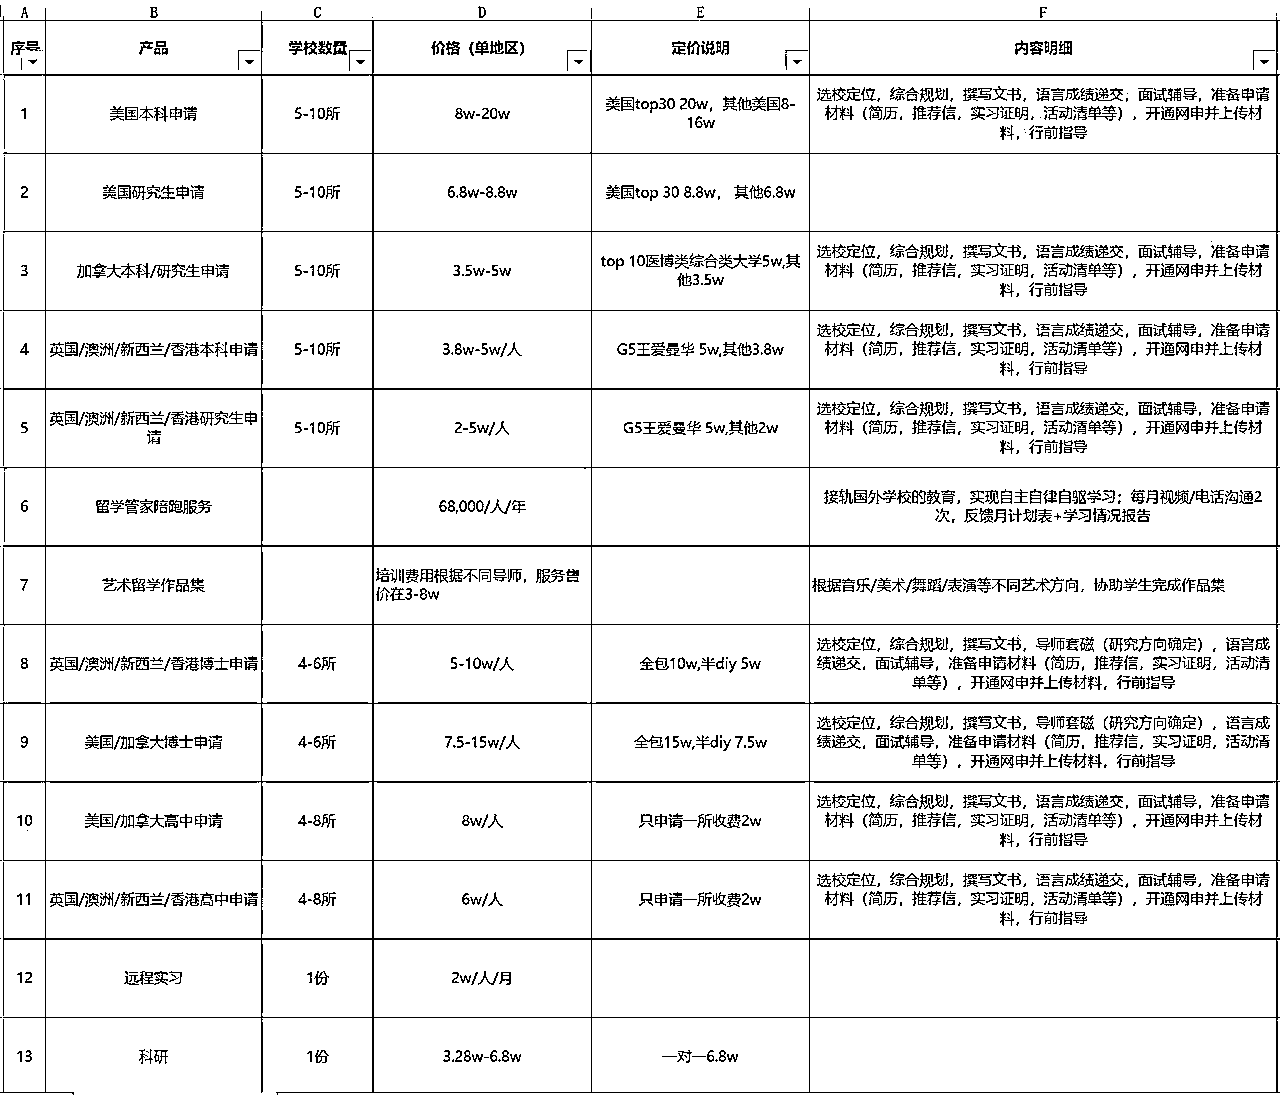 A B C D E F
序号 产品 学校数量 价格（单地区） 定价说明 内容明细
1 美国本科申请 5-10所 8w-20w 美国top30 20w，其他美国8-
16w
选校定位，综合规划，撰写文书，语言成绩递交；面试辅导，准备申请
材料（简历，推荐信，实习证明，活动清单等），开通网申并上传材
料，行前指导
2 美国研究生申请 5-10所 6.8w-8.8w 美国top 30 8.8w， 其他6.8w
3 加拿大本科/研究生申请 5-10所 3.5w-5w top 10医博类综合类大学5w,其
他3.5w
选校定位，综合规划，撰写文书，语言成绩递交，面试辅导，准备申请
材料（简历，推荐信，实习证明，活动清单等），开通网申并上传材
料，行前指导
4 英国/澳洲/新西兰/香港本科申请 5-10所 3.8w-5w/人 G5王爱曼华 5w,其他3.8w
选校定位，综合规划，撰写文书，语言成绩递交，面试辅导，准备申请
材料（简历，推荐信，实习证明，活动清单等），开通网申并上传材
料，行前指导
5 英国/澳洲/新西兰/香港研究生申
请
5-10所 2-5w/人 G5王爱曼华 5w,其他2w
选校定位，综合规划，撰写文书，语言成绩递交，面试辅导，准备申请
材料（简历，推荐信，实习证明，活动清单等），开通网申并上传材
料，行前指导
6 留学管家陪跑服务 68,000/人/年
接轨国外学校的教育，实现自主自律自驱学习；每月视频/电话沟通2
次，反馈月计划表+学习情况报告
7 艺术留学作品集 培训费用根据不同导师，服务售
价在3-8w
根据音乐/美术/舞蹈/表演等不同艺术方向，协助学生完成作品集
8 英国/澳洲/新西兰/香港博士申请 4-6所 5-10w/人 全包10w,半diy 5w
选校定位，综合规划，撰写文书，导师套磁（研究方向确定），语言成
绩递交，面试辅导，准备申请材料（简历，推荐信，实习证明，活动清
单等），开通网申并上传材料，行前指导
9 美国/加拿大博士申请 4-6所 7.5-15w/人 全包15w,半diy 7.5w
选校定位，综合规划，撰写文书，导师套磁（研究方向确定），语言成
绩递交，面试辅导，准备申请材料（简历，推荐信，实习证明，活动清
单等），开通网申并上传材料，行前指导
10 美国/加拿大高中申请 4-8所 8w/人 只申请一所收费2w
选校定位，综合规划，撰写文书，语言成绩递交，面试辅导，准备申请
材料（简历，推荐信，实习证明，活动清单等），开通网申并上传材
料，行前指导
11 英国/澳洲/新西兰/香港高中申请 4-8所 6w/人 只申请一所收费2w
选校定位，综合规划，撰写文书，语言成绩递交，面试辅导，准备申请
材料（简历，推荐信，实习证明，活动清单等），开通网申并上传材
料，行前指导
12 远程实习 1份 2w/人/月
13 科研 1份 3.28w-6.8w 一对一6.8w